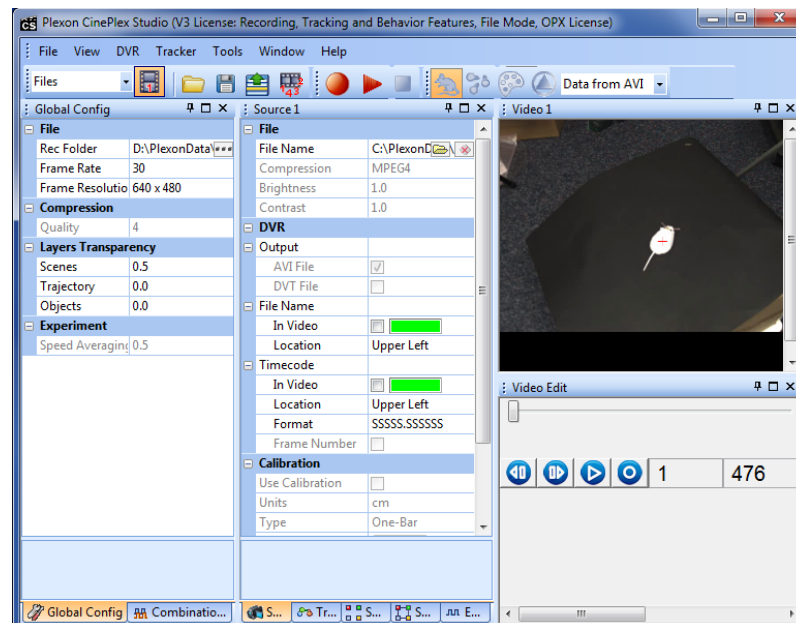 Plexon CinePlex Studio (V3 License: Recording, Tracking and Behavior Features, File Mode, OPX License)
File View DVR Tracker Tools Window Help
Files Data from AVI
Global Config
File
Rec Folder D:\PlexonData\
Frame Rate 30
Frame Resolutio 640 x 480
Compression
Quality 4
Layers Transparency
Scenes 0.5
Trajectory 0.0
Objects 0.0
Experiment
Speed Averaging 0.5
Global Config Combinatio...
Source 1
File
File Name C:\PlexonD
Compression MPEG4
Brightness 1.0
Contrast 1.0
DVR
Output
AVI File
DVT File
File Name
In Video
Location Upper Left
Timecode
In Video
Location Upper Left
Format SSSSS.SSSSSS
Frame Number
Calibration
Use Calibration
Units cm
Type One-Bar
S... Tr... S... S... E...
Video 1
Video Edit
1 476